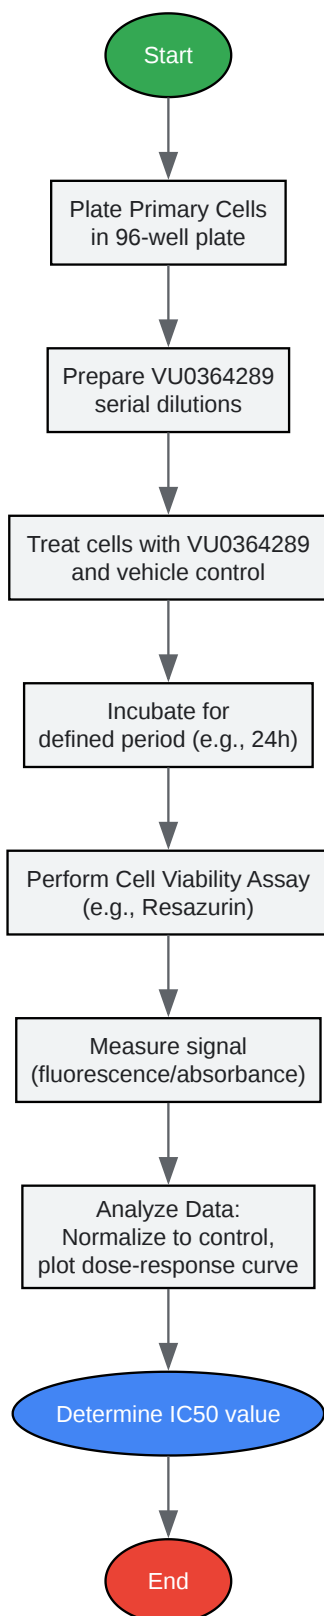 Start
Plate Primary Cells
in 96-well plate
Prepare VU0364289
serial dilutions
Treat cells with VU0364289
and vehicle control
Incubate for
defined period (e.g., 24h)
Perform Cell Viability Assay
(e.g., Resazurin)
Measure signal
(fluorescence/absorbance)
Analyze Data:
Normalize to control,
plot dose-response curve
Determine IC50 value
End